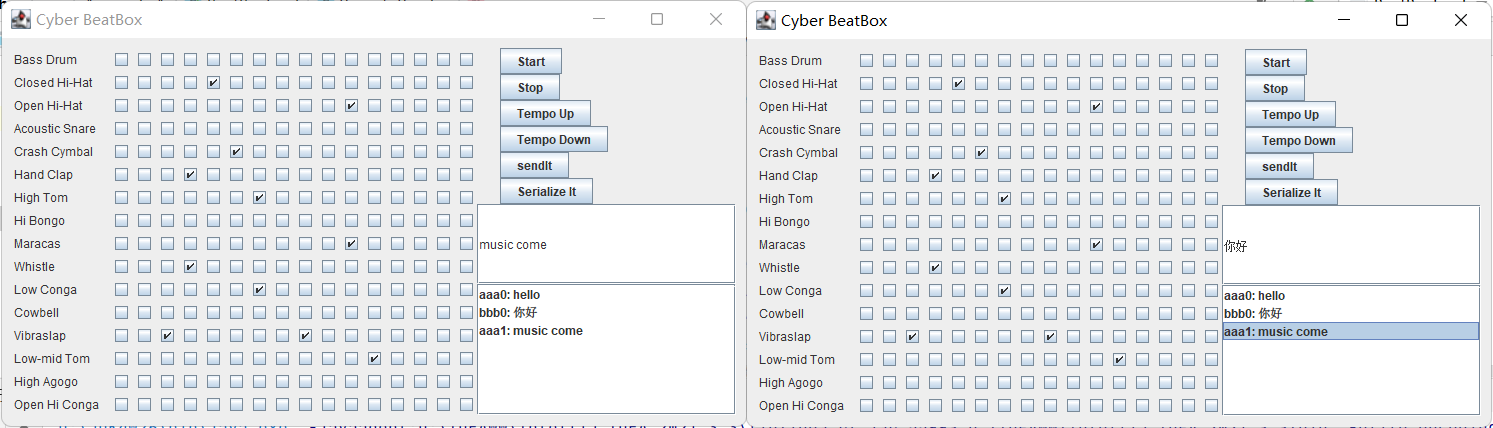 Cyber BeatBox
Bass Drum
Closed Hi-Hat
Open Hi-Hat
Acoustic Snare
Crash Cymbal
Hand Clap
High Tom
Hi Bongo
Maracas
Whistle
Low Conga
Cowbell
Vibraslap
Low-mid Tom
High Agogo
Open Hi Conga
Start
Stop
Tempo Up
Tempo Down
sendIt
Serialize It
music come
aaa0: hello
bbb0: 你好
aaa1: music come
Cyber BeatBox
Bass Drum
Closed Hi-Hat
Open Hi-Hat
Acoustic Snare
Crash Cymbal
Hand Clap
High Tom
Hi Bongo
Maracas
Whistle
Low Conga
Cowbell
Vibraslap
Low-mid Tom
High Agogo
Open Hi Conga
Start
Stop
Tempo Up
Tempo Down
sendIt
Serialize It
你好
aaa0: hello
bbb0: 你好
aaa1: music come